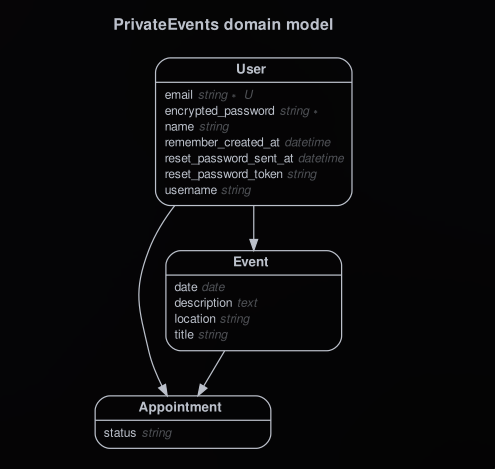 PrivateEvents domain model
User
email string ∗ U
encrypted_password string ∗
name string
remember_created_at datetime
reset_password_sent_at datetime
reset_password_token string
username string
Event
date date
description text
location string
title string
Appointment
status string